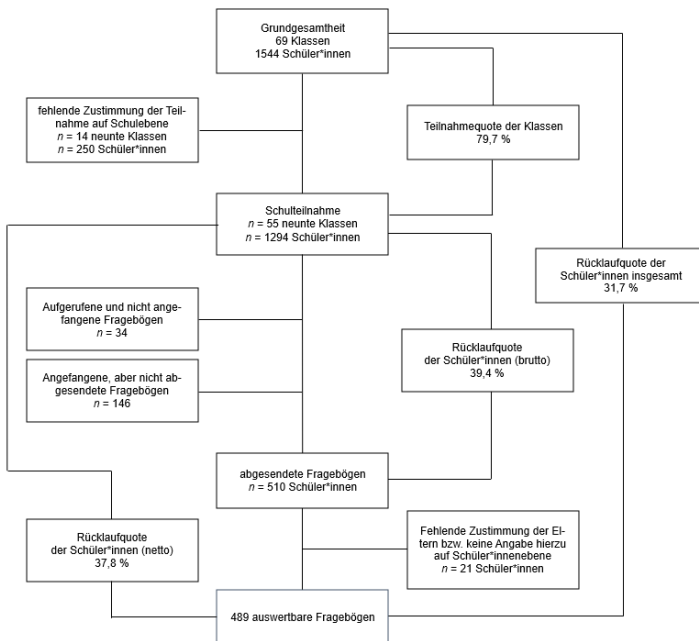 Grundgesamtheit
69 Klassen
1544 Schüler*innen
fehlende Zustimmung der Teil-
nahme auf Schulebene
n = 14 neunte Klassen
n = 250 Schüler*innen
Teilnahmequote der Klassen
79,7 %
Schulteilnahme
n = 55 neunte Klassen
n = 1294 Schüler*innen
Rücklaufquote der
Schüler*innen insgesamt
31,7 %
Aufgerufene und nicht ange-
fangene Fragebögen
n = 34
Rücklaufquote
der Schüler*innen (brutto)
39,4 %
Angefangene, aber nicht ab-
gesendete Fragebögen
n = 146
abgesendete Fragebögen
n = 510 Schüler*innen
Rücklaufquote
der Schüler*innen (netto)
37,8 %
Fehlende Zustimmung der El-
tern bzw. keine Angabe hierzu
auf Schüler*innenebene
n = 21 Schüler*innen
489 auswertbare Fragebögen